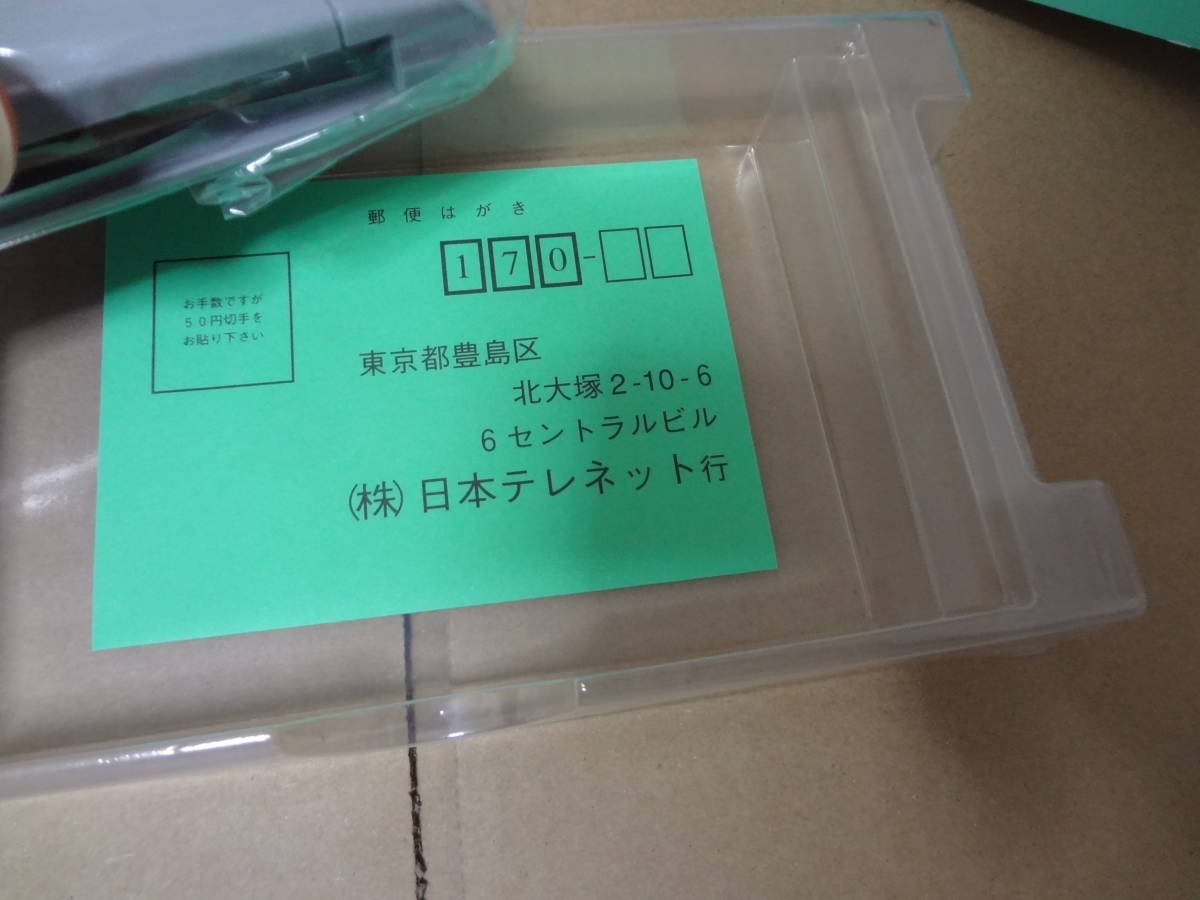 郵便はがき
170-
お手数ですが
50円切手を
お貼り下さい
東京都豊島区
北大塚2-10-6
6セントラルビル
(株)日本テレネット行